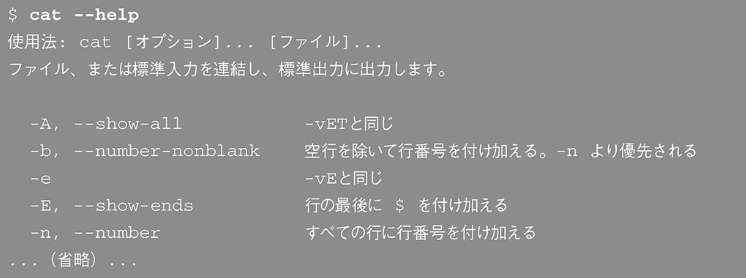 $ cat --help
使用法: cat [オプション]... [ファイル]...
ファイル、または標準入力を連結し、標準出力に出力します。
-A, --show-all -vETと同じ
-b, --number-nonblank 空行を除いて行番号を付け加える。-n より優先される
-e -vEと同じ
-E, --show-ends 行の最後に $ を付け加える
-n, --number すべての行に行番号を付け加える
...（省略）...